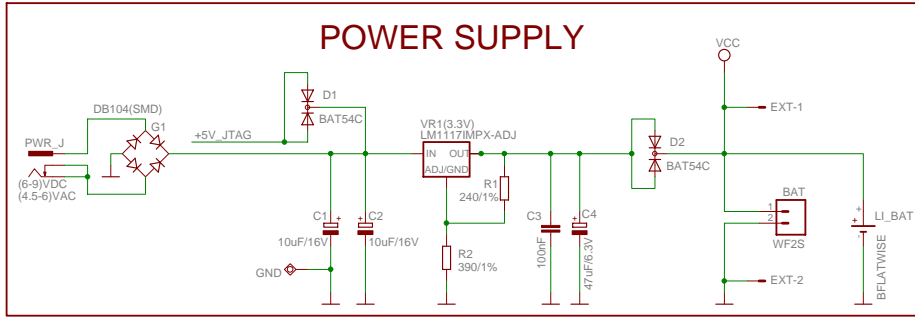 POWER SUPPLY
VCC
DB104(SMD)
G1
D1
BAT54C
+5V_JTAG
EXT-1
PWR_J
VR1(3.3V)
LM1117IMPX-ADJ
IN OUT
ADJ/GND
D2
BAT54C
(6-9)VDC
(4.5-6)VAC
R1
240/1%
BAT
1
2
WF2S
C1
+
10uF/16V
C2
+
10uF/16V
C3
100nF
C4
+
47uF/6.3V
LI_BAT
+
+
-
BFLATWISE
R2
390/1%
GND
EXT-2